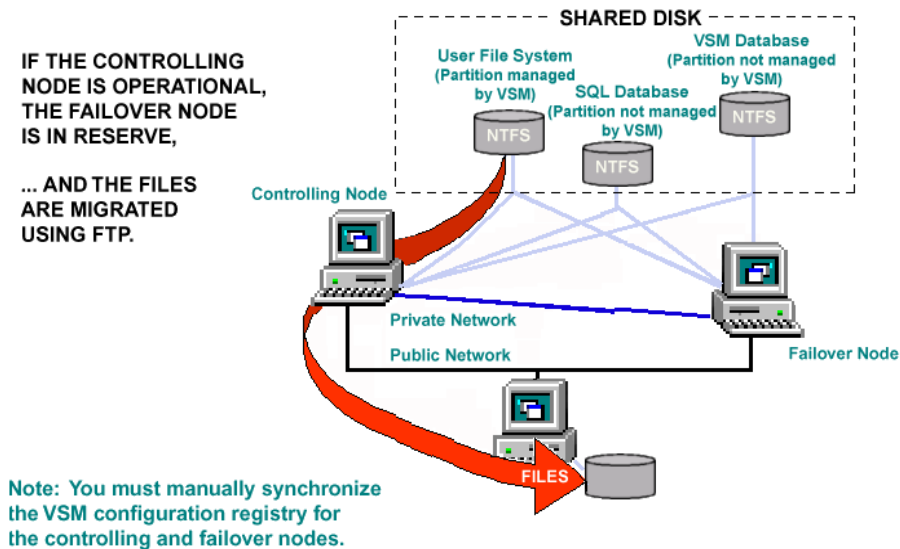 SHARED DISK
IF THE CONTROLLING
NODE IS OPERATIONAL,
THE FAILOVER NODE
IS IN RESERVE,
... AND THE FILES
ARE MIGRATED
USING FTP.
User File System
(Partition managed
by VSM)
NTFS
SQL Database
(Partition not managed
by VSM)
NTFS
VSM Database
(Partition not managed
by VSM)
NTFS
Controlling Node
Private Network
Public Network
Failover Node
FILES
Note: You must manually synchronize
the VSM configuration registry for
the controlling and failover nodes.